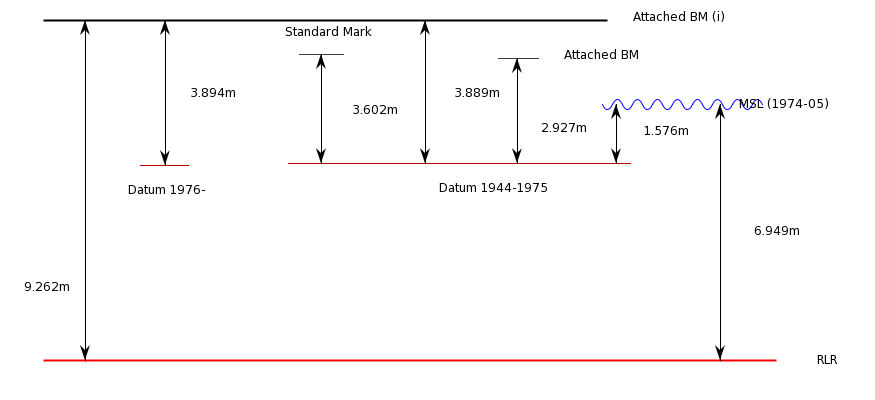 Attached BM (i)
Standard Mark
Attached BM
3.894m
3.889m
3.602m
MSL (1974-05)
2.927m
1.576m
Datum 1976-
Datum 1944-1975
6.949m
9.262m
RLR